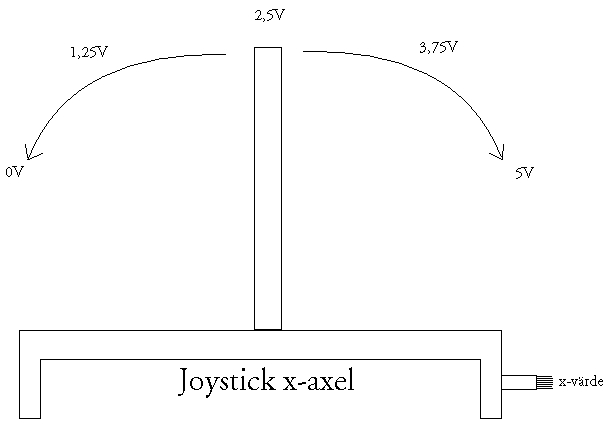 2,5V
1,25V
3,75V
0V
5V
Joystick x-axel
x-värde